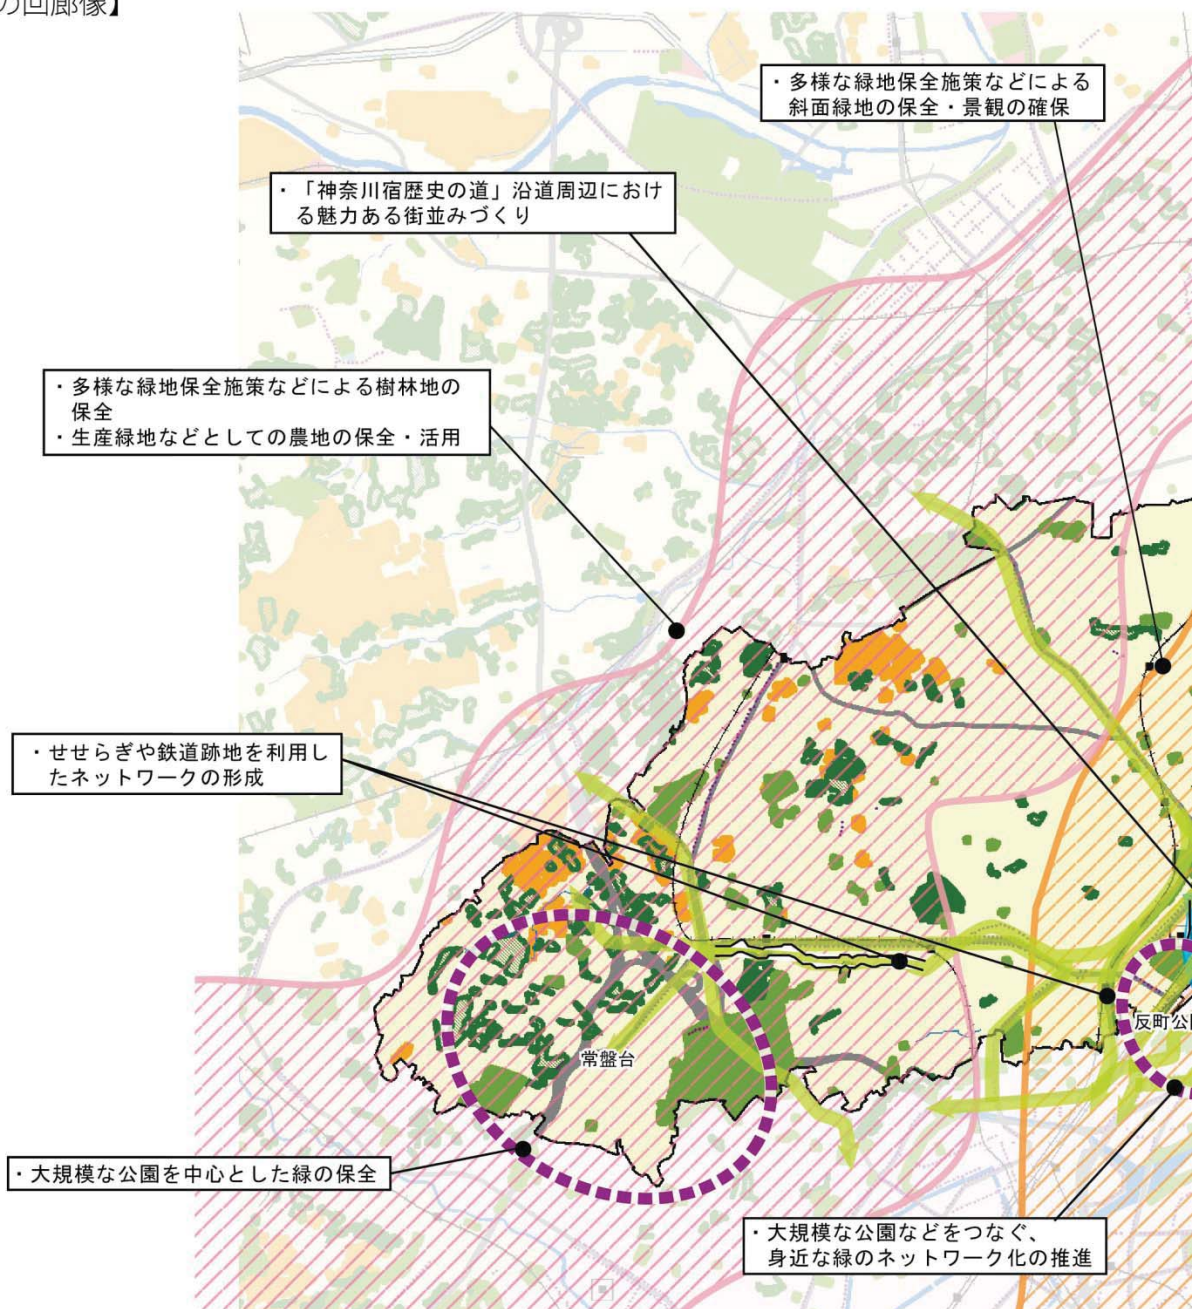 の回廊像】
・多様な緑地保全施策などによる
斜面緑地の保全・景観の確保
・「神奈川宿歴史の道」沿道周辺におけ
る魅力ある街並みづくり
・多様な緑地保全施策などによる樹林地の
保全
・生産緑地などとしての農地の保全・活用
・せせらぎや鉄道跡地を利用し
たネットワークの形成
反町公
常盤台
・大規模な公園を中心とした緑の保全
・大規模な公園などをつなぐ、
身近な緑のネットワーク化の推進